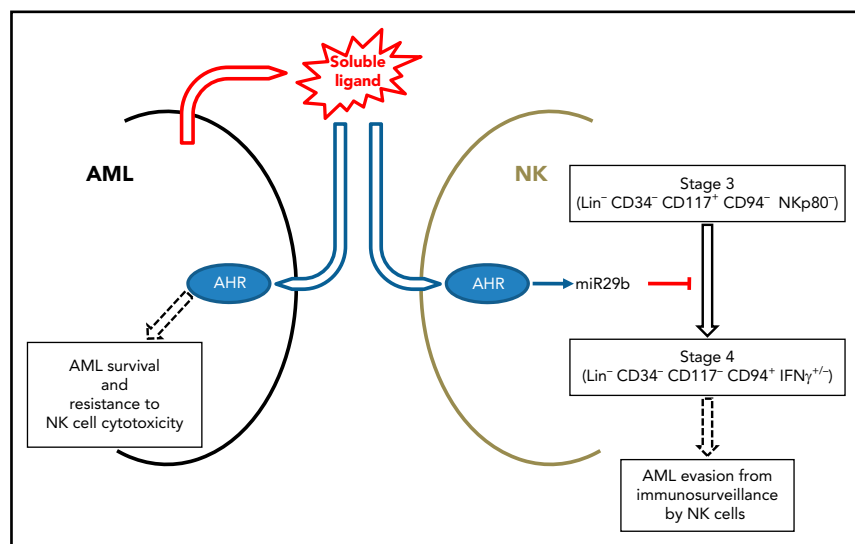 Soluble
ligand
AML
NK
Stage 3
(Lin⁻ CD34⁻ CD117⁺ CD94⁻ NKp80⁻)
AHR
AHR
miR29b
AML survival
and
resistance to
NK cell cytotoxicity
Stage 4
(Lin⁻ CD34⁻ CD117⁻ CD94⁺ IFNγ⁺/⁻)
AML evasion from
immunosurveillance
by NK cells